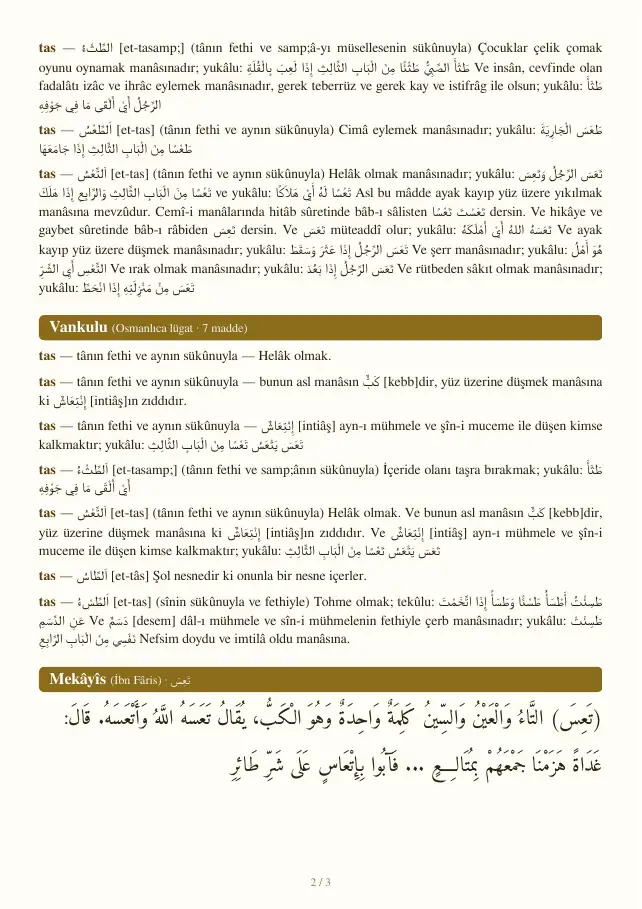 tas — اَلطَّثْءُ [et-tasamp;] (tânın fethi ve samp;â-yı müsellesenin sükûnuyla) Çocuklar çelik çomak
oyunu oynamak manâsınadır; yukâlu: طَثَأَ الصَّبِيُّ طَثْئًا مِنَ الْبَابِ الثَّالِثِ إِذَا لَعِبَ بِالْقُلَةِ Ve insân, cevfinde olan
fadalâtı izâc ve ihrâc eylemek manâsınadır, gerek teberrüz ve gerek kay ve istifrâg ile olsun; yukâlu: طَثَأَ
الرَّجُلُ أَيْ أَلْقَى مَا فِي جَوْفِهِ
tas — اَلطَّعْسُ [et-tas] (tânın fethi ve aynın sükûnuyla) Cimâ eylemek manâsınadır; yukâlu: طَعَسَ الْجَارِيَةَ
طَعْسًا مِنَ الْبَابِ الثَّالِثِ إِذَا جَامَعَهَا
tas — اَلتَّعْسُ [et-tas] (tânın fethi ve aynın sükûnuyla) Helâk olmak manâsınadır; yukâlu: تَعَسَ الرَّجُلُ وَتَعِسَ
تَعْسًا مِنَ الْبَابِ الثَّالِثِ وَالرَّابِعِ إِذَا هَلَكَ ve yukâlu: تَعْسًا لَهُ أَيْ هَلَاكًا Asl bu mâdde ayak kayıp yüz üzere yıkılmak
manâsına mevzûdur. Cemî-i manâlarında hitâb sûretinde bâb-ı sâlisten تَعَسْتَ تَعْسًا dersin. Ve hikâye ve
gaybet sûretinde bâb-ı râbiden تَعِسَ dersin. Ve تَعَسَ müteaddî olur; yukâlu: تَعَسَهُ اللهُ أَيْ أَهْلَكَهُ Ve ayak
kayıp yüz üzere düşmek manâsınadır; yukâlu: تَعَسَ الرَّجُلُ إِذَا عَثَرَ وَسَقَطَ Ve şerr manâsınadır; yukâlu: هُوَ أَهْلُ
التَّعْسِ أَيِ الشَّرِّ Ve ırak olmak manâsınadır; yukâlu: تَعَسَ الرَّجُلُ إِذَا بَعُدَ Ve rütbeden sâkıt olmak manâsınadır;
yukâlu: تَعَسَ مِنْ مَنْزِلَتِهِ إِذَا انْحَطَّ
Vankulu (Osmanlıca lügat · 7 madde)
tas — tânın fethi ve aynın sükûnuyla — Helâk olmak.
tas — tânın fethi ve aynın sükûnuyla — bunun asl manâsın كَبٌّ [kebb]dir, yüz üzerine düşmek manâsına
ki إِنْتِعَاشٌ [intiâş]ın zıddıdır.
tas — tânın fethi ve aynın sükûnuyla — إِنْتِعَاشٌ [intiâş] ayn-ı mühmele ve şîn-i muceme ile düşen kimse
kalkmaktır; yukâlu: تَعَسَ يَتْعَسُ تَعْسًا مِنَ الْبَابِ الثَّالِثِ
tas — اَلطَّثْءُ [et-tasamp;] (tânın fethi ve samp;ânın sükûnuyla) İçeride olanı taşra bırakmak; yukâlu: طَثَأَ
أَيْ أَلْقَى مَا فِي جَوْفِهِ
tas — اَلتَّعْسُ [et-tas] (tânın fethi ve aynın sükûnuyla) Helâk olmak. Ve bunun asl manâsın كَبٌّ [kebb]dir,
yüz üzerine düşmek manâsına ki إِنْتِعَاشٌ [intiâş]ın zıddıdır. Ve إِنْتِعَاشٌ [intiâş] ayn-ı mühmele ve şîn-i
muceme ile düşen kimse kalkmaktır; yukâlu: تَعَسَ يَتْعَسُ تَعْسًا مِنَ الْبَابِ الثَّالِثِ
tas — اَلطَّاسُ [et-tâs] Şol nesnedir ki onunla bir nesne içerler.
tas — اَلطَّسْءُ [et-tas] (sînin sükûnuyla ve fethiyle) Tohme olmak; tekûlu: طَسِئْتُ أَطْسَأُ طَسْئًا وَطَسَأً إِذَا اتَّخَمْتَ
عَنِ الدَّسَمِ Ve دَسَمٌ [desem] dâl-ı mühmele ve sîn-i mühmelenin fethiyle çerb manâsınadır; yukâlu: طَسِئَتْ
نَفْسِي مِنَ الْبَابِ الرَّابِعِ Nefsim doydu ve imtilâ oldu manâsına.
Mekâyîs (İbn Fâris) · تَعِسَ
(تَعِسَ) التَّاءُ وَالْعَيْنُ وَالسِّينُ كَلِمَةٌ وَاحِدَةٌ وَهُوَ الْكَبُّ، يُقَالُ تَعَسَهُ اللَّهُ وَأَتْعَسَهُ. قَالَ:
غَدَاةَ هَزَمْنَا جَمْعَهُمْ بِمُتَالِعٍ ... فَآبُوا بِإِتْعَاسٍ عَلَى شَرِّ طَائِرِ
2 / 3